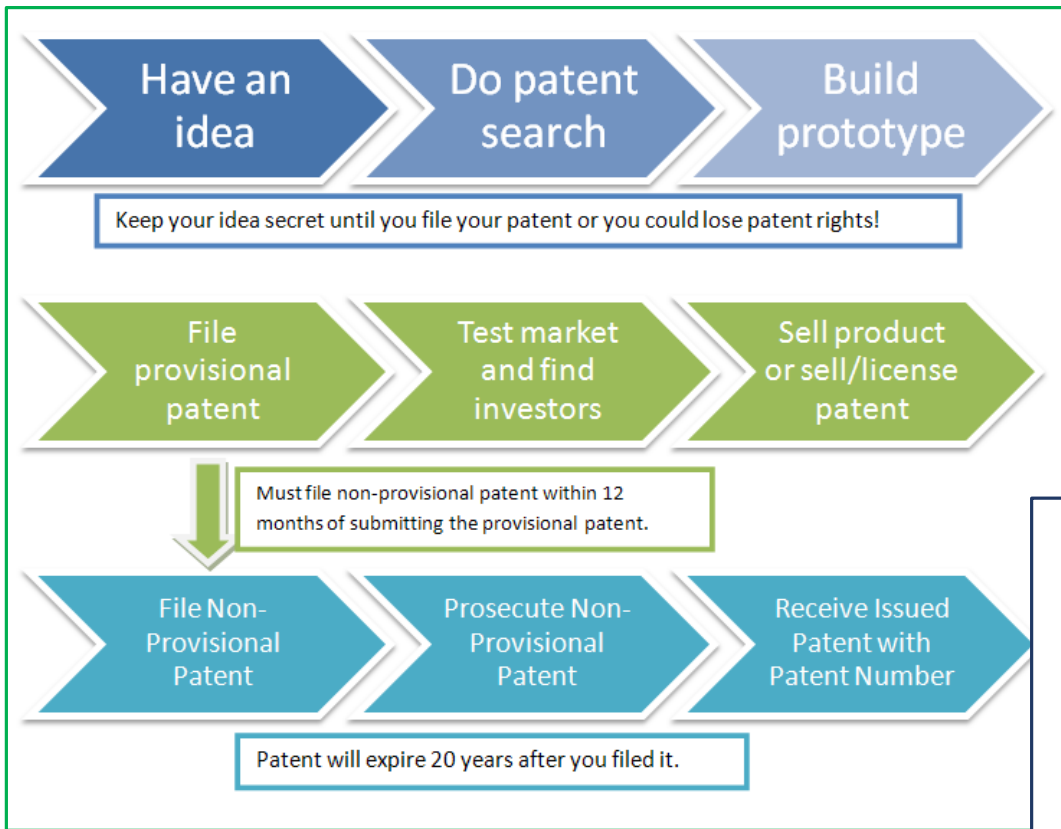 Have an
idea
Do patent
search
Build
prototype
Keep your idea secret until you file your patent or you could lose patent rights!
File
provisional
patent
Test market
and find
investors
Sell product
or sell/license
patent
Must file non-provisional patent within 12
months of submitting the provisional patent.
File Non-
Provisional
Patent
Prosecute Non-
Provisional
Patent
Receive Issued
Patent with
Patent Number
Patent will expire 20 years after you filed it.